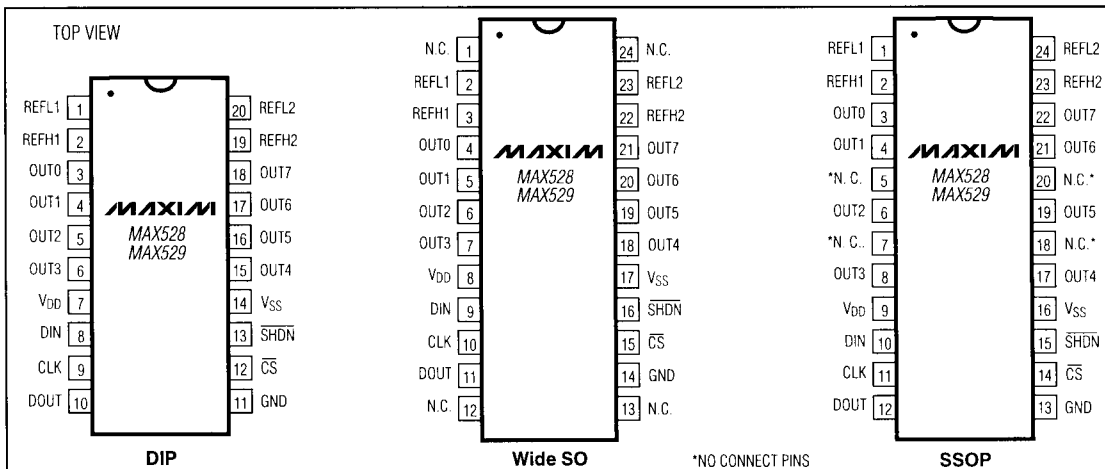 TOP VIEW
REFL1 1 20 REFL2
REFH1 2 19 REFH2
OUT0 3 18 OUT7
OUT1 4 17 OUT6
OUT2 5 16 OUT5
OUT3 6 15 OUT4
VDD 7 14 VSS
DIN 8 13 SHDN
CLK 9 12 CS
DOUT 10 11 GND
MAXIM
MAX528
MAX529
DIP
N.C. 1 24 N.C.
REFL1 2 23 REFL2
REFH1 3 22 REFH2
OUT0 4 21 OUT7
OUT1 5 20 OUT6
OUT2 6 19 OUT5
OUT3 7 18 OUT4
VDD 8 17 VSS
DIN 9 16 SHDN
CLK 10 15 CS
DOUT 11 14 GND
N.C. 12 13 N.C.
MAXIM
MAX528
MAX529
Wide SO
REFL1 1 24 REFL2
REFH1 2 23 REFH2
OUT0 3 22 OUT7
OUT1 4 21 OUT6
*N.C. 5 20 N.C.*
OUT2 6 19 OUT5
*N.C.. 7 18 N.C.*
OUT3 8 17 OUT4
VDD 9 16 VSS
DIN 10 15 SHDN
CLK 11 14 CS
DOUT 12 13 GND
MAXIM
MAX528
MAX529
*NO CONNECT PINS
SSOP